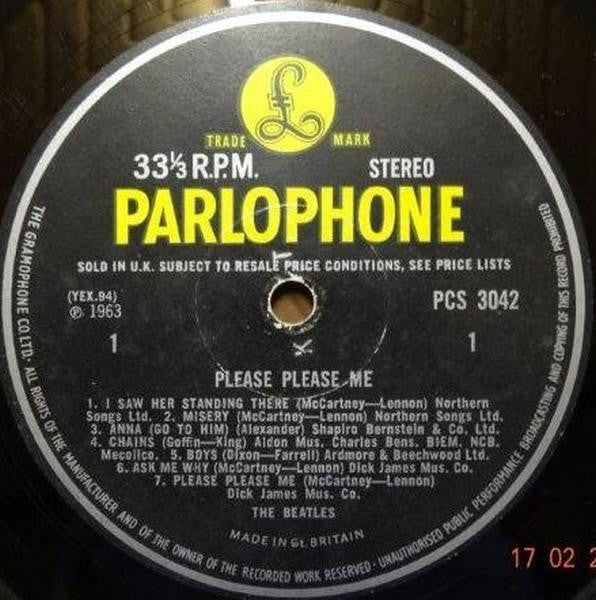 £
TRADE MARK
33⅓ R.P.M. STEREO
PARLOPHONE
SOLD IN U.K. SUBJECT TO RESALE PRICE CONDITIONS, SEE PRICE LISTS
(YEX.94) PCS 3042
℗ 1963
1 1
PLEASE PLEASE ME
1. I SAW HER STANDING THERE (McCartney—Lennon) Northern
Songs Ltd. 2. MISERY (McCartney—Lennon) Northern Songs Ltd.
3. ANNA (GO TO HIM) (Alexander) Shapiro Bernstein & Co. Ltd.
4. CHAINS (Goffin—King) Aldon Mus. Charles Bens. BIEM. NCB.
Mecolico. 5. BOYS (Dixon—Farrell) Ardmore & Beechwood Ltd.
6. ASK ME WHY (McCartney—Lennon) Dick James Mus. Co.
7. PLEASE PLEASE ME (McCartney—Lennon)
Dick James Mus. Co.
THE BEATLES
MADE IN Gt. BRITAIN
THE GRAMOPHONE CO. LTD. ALL RIGHTS OF THE MANUFACTURER AND OF THE OWNER OF THE RECORDED WORK RESERVED · UNAUTHORISED PUBLIC PERFORMANCE BROADCASTING AND COPYING OF THIS RECORD PROHIBITED
17 02 2